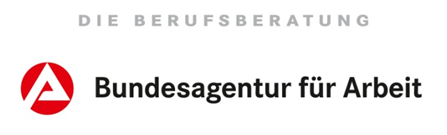 DIE BERUFSBERATUNG
Bundesagentur für Arbeit